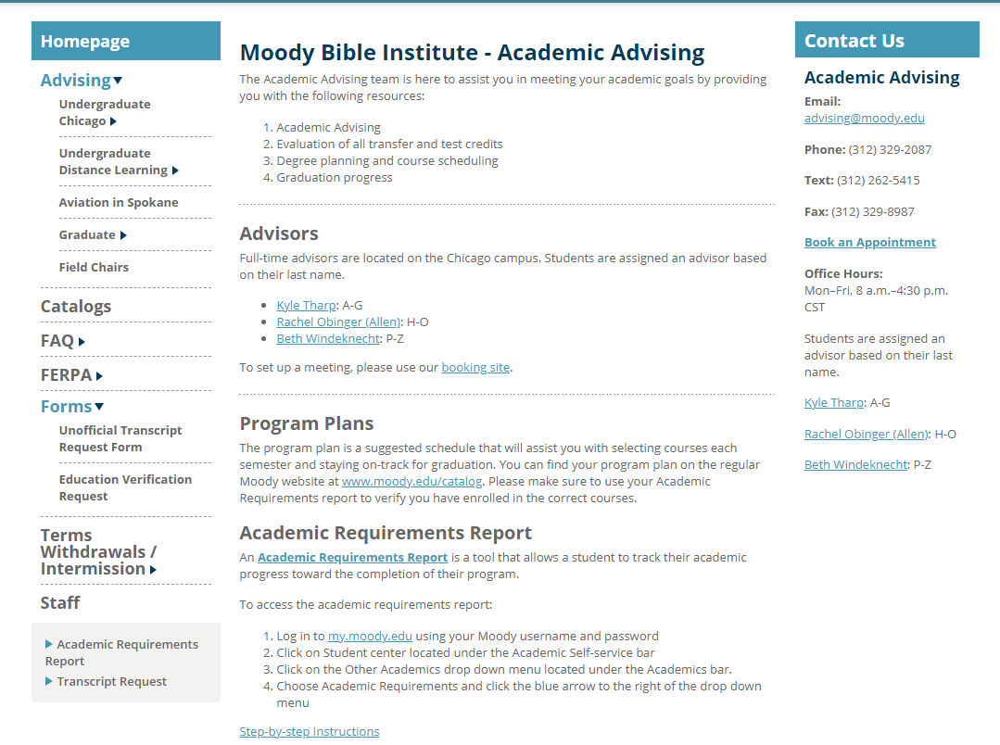 Homepage
Advising
Undergraduate
Chicago
Undergraduate
Distance Learning
Aviation in Spokane
Graduate
Field Chairs
Catalogs
FAQ
FERPA
Forms
Unofficial Transcript
Request Form
Education Verification
Request
Terms
Withdrawals /
Intermission
Staff
Academic Requirements
Report
Transcript Request
Moody Bible Institute - Academic Advising
The Academic Advising team is here to assist you in meeting your academic goals by providing
you with the following resources:
1. Academic Advising
2. Evaluation of all transfer and test credits
3. Degree planning and course scheduling
4. Graduation progress
Advisors
Full-time advisors are located on the Chicago campus. Students are assigned an advisor based
on their last name.
Kyle Tharp: A-G
Rachel Obinger (Allen): H-O
Beth Windeknecht: P-Z
To set up a meeting, please use our booking site.
Program Plans
The program plan is a suggested schedule that will assist you with selecting courses each
semester and staying on-track for graduation. You can find your program plan on the regular
Moody website at www.moody.edu/catalog. Please make sure to use your Academic
Requirements report to verify you have enrolled in the correct courses.
Academic Requirements Report
An Academic Requirements Report is a tool that allows a student to track their academic
progress toward the completion of their program.
To access the academic requirements report:
1. Log in to my.moody.edu using your Moody username and password
2. Click on Student center located under the Academic Self-service bar
3. Click on the Other Academics drop down menu located under the Academics bar.
4. Choose Academic Requirements and click the blue arrow to the right of the drop down
menu
Step-by-step Instructions
Contact Us
Academic Advising
Email:
advising@moody.edu
Phone: (312) 329-2087
Text: (312) 262-5415
Fax: (312) 329-8987
Book an Appointment
Office Hours:
Mon–Fri, 8 a.m.–4:30 p.m.
CST
Students are assigned an
advisor based on their last
name.
Kyle Tharp: A-G
Rachel Obinger (Allen): H-O
Beth Windeknecht: P-Z